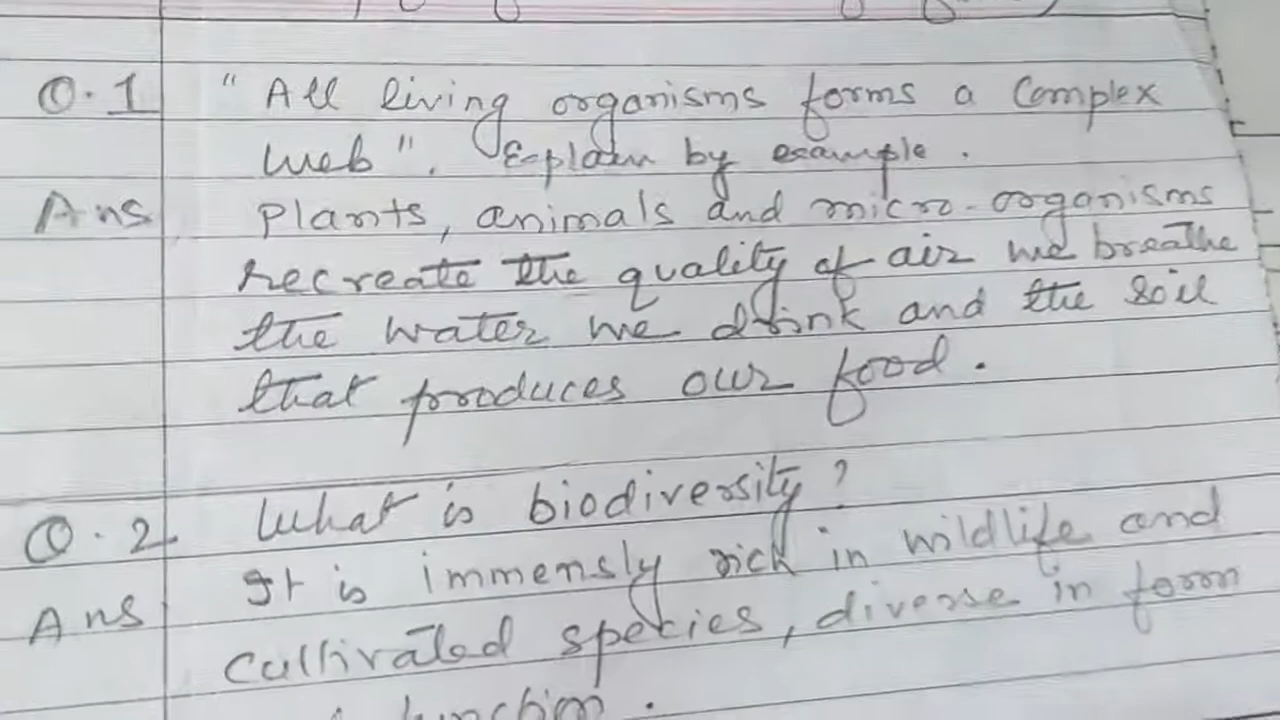 Q.1 "All living organisms forms a Complex
web". Explain by example.
Ans Plants, animals and micro-organisms
recreate the quality of air we breathe
the water we drink and the soil
that produces our food.
Q.2 What is biodiversity?
Ans It is immensly rich in wildlife and
cultivated species, diverse in form
function.